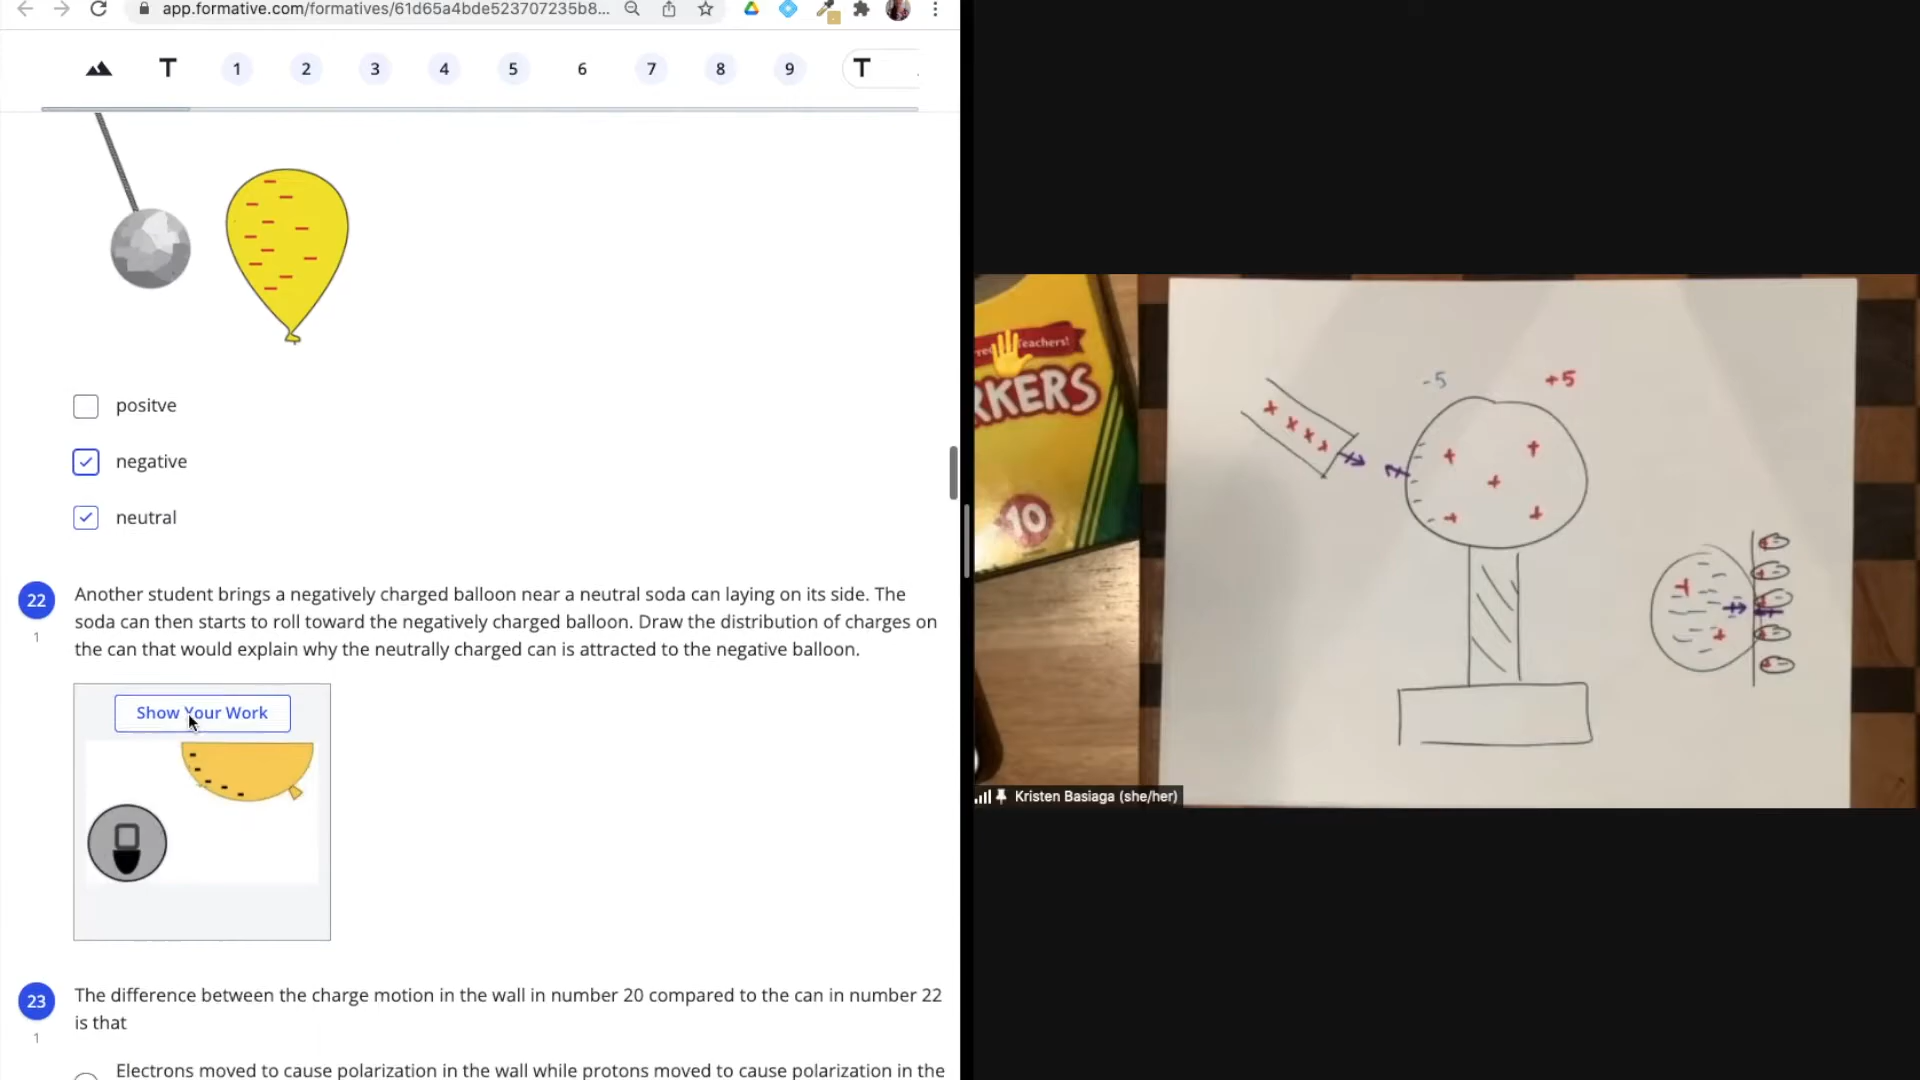 app.formative.com/formatives/61d65a4bde523707235b8...
T 1 2 3 4 5 6 7 8 9 T
positve
negative
neutral
22 Another student brings a negatively charged balloon near a neutral soda can laying on its side. The
soda can then starts to roll toward the negatively charged balloon. Draw the distribution of charges on
1
the can that would explain why the neutrally charged can is attracted to the negative balloon.
Show Your Work
23 The difference between the charge motion in the wall in number 20 compared to the can in number 22
is that
1
Electrons moved to cause polarization in the wall while protons moved to cause polarization in the
Teachers!
RKERS
10
-5 +5
Kristen Basiaga (she/her)